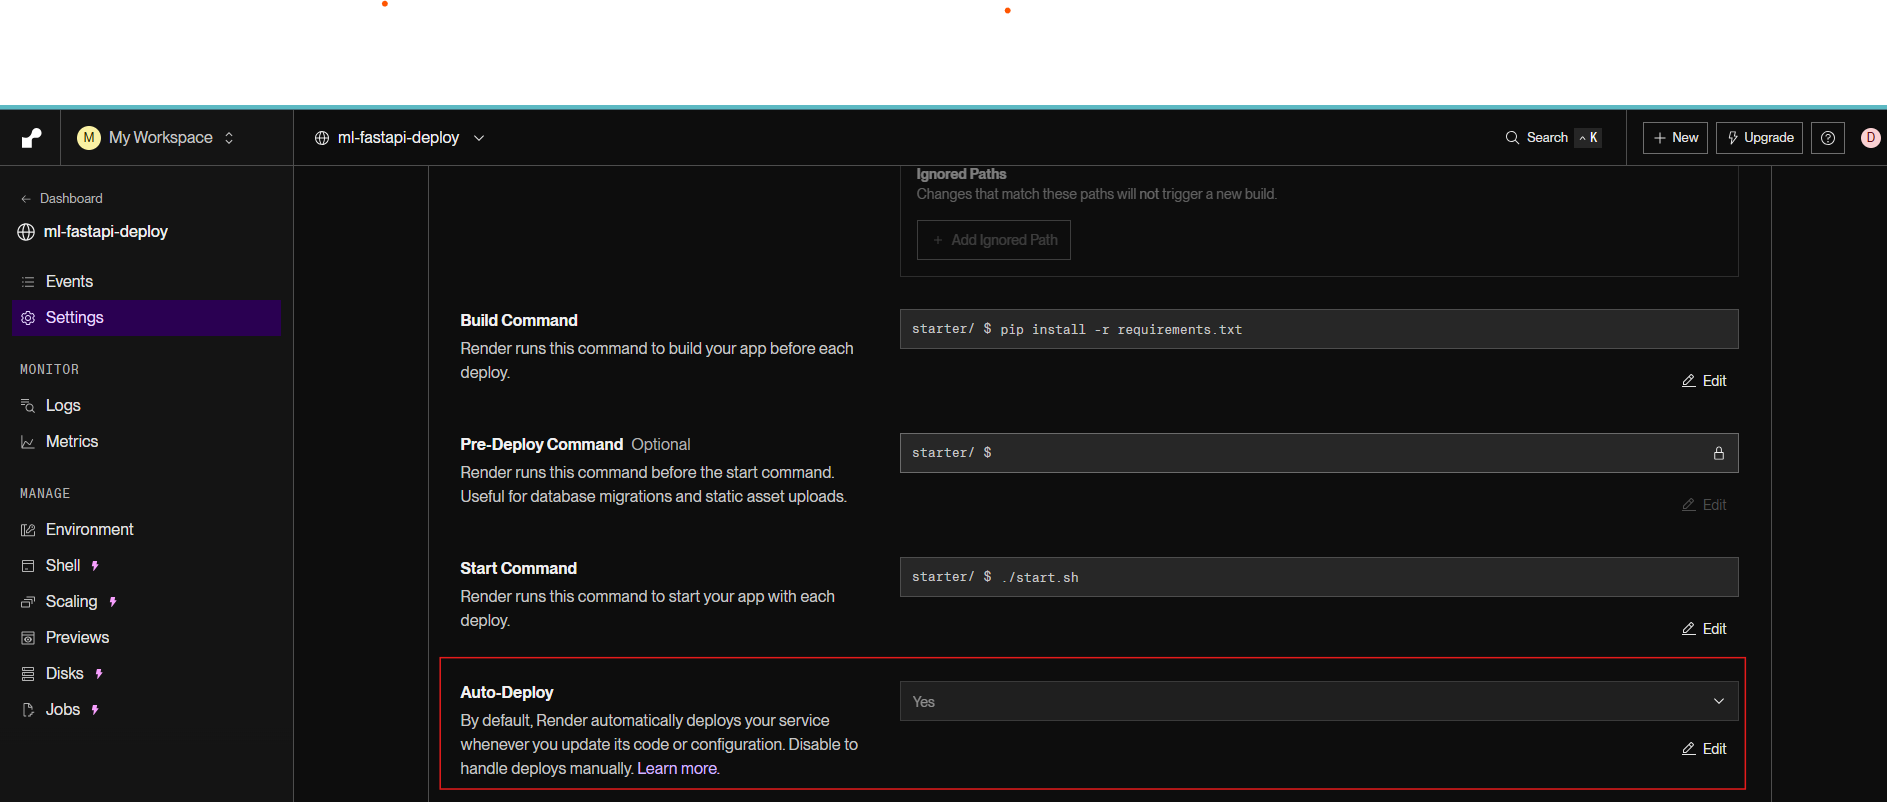 M My Workspace
ml-fastapi-deploy
Search ^ K
+ New
Upgrade
D
← Dashboard
ml-fastapi-deploy
Events
Settings
MONITOR
Logs
Metrics
MANAGE
Environment
Shell
Scaling
Previews
Disks
Jobs
Ignored Paths
Changes that match these paths will not trigger a new build.
+ Add Ignored Path
Build Command
Render runs this command to build your app before each
deploy.
starter/ $ pip install -r requirements.txt
Edit
Pre-Deploy Command Optional
Render runs this command before the start command.
Useful for database migrations and static asset uploads.
starter/ $
Edit
Start Command
Render runs this command to start your app with each
deploy.
starter/ $ ./start.sh
Edit
Auto-Deploy
By default, Render automatically deploys your service
whenever you update its code or configuration. Disable to
handle deploys manually. Learn more.
Yes
Edit